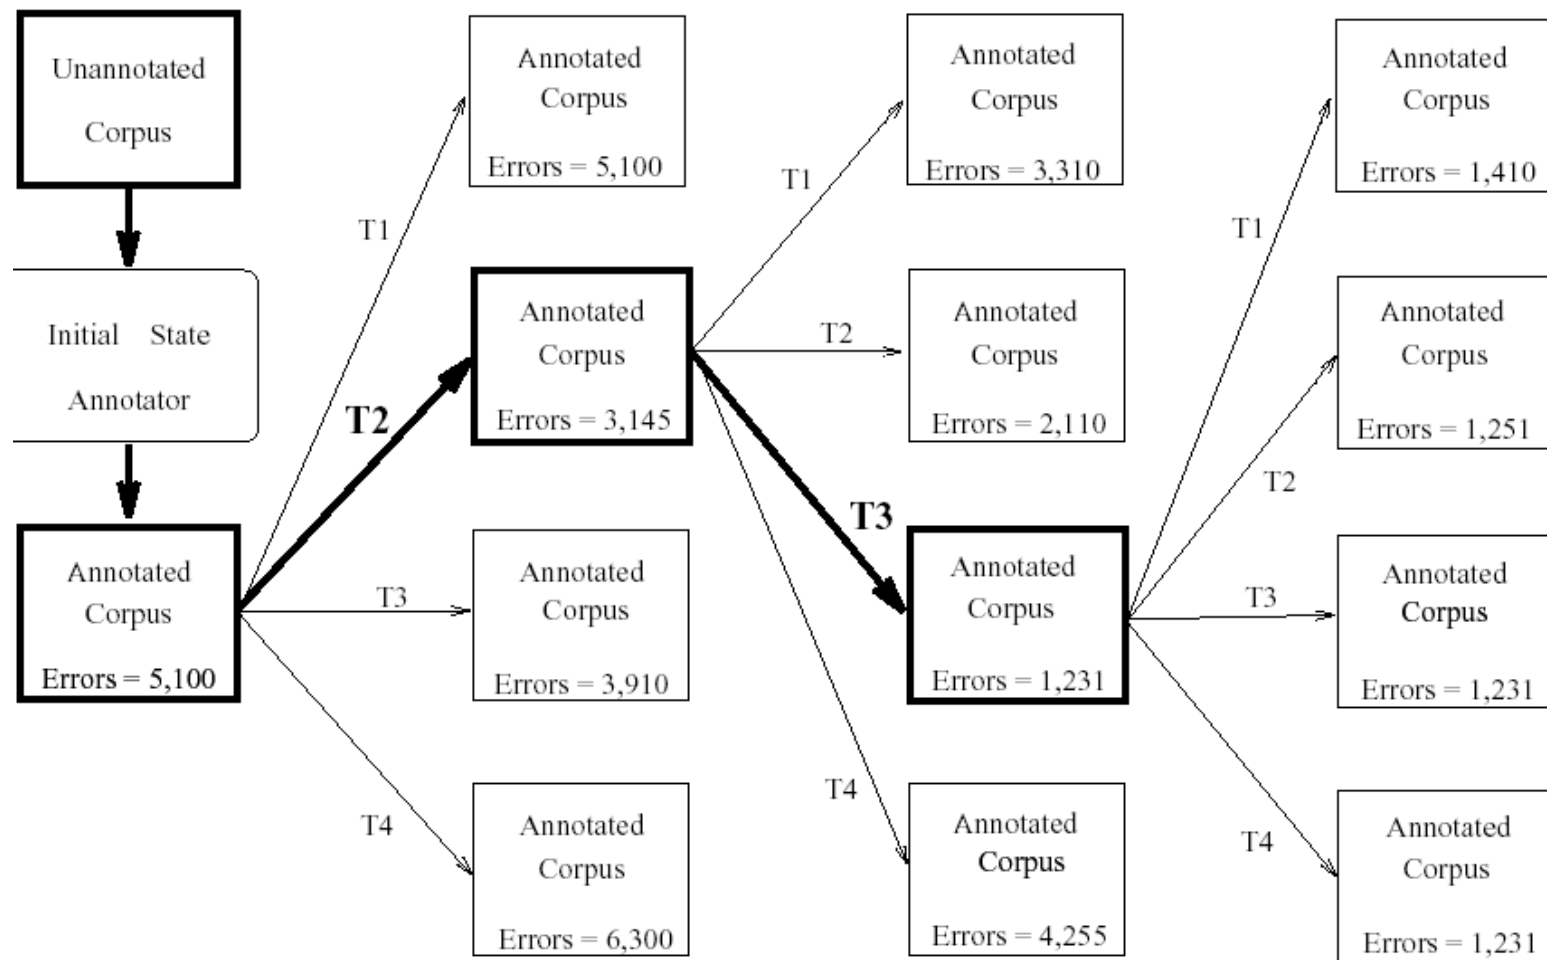 Unannotated
Corpus
Initial State
Annotator
Annotated
Corpus
Errors = 5,100
T1
T2
T3
T4
Annotated
Corpus
Errors = 5,100
Annotated
Corpus
Errors = 3,145
Annotated
Corpus
Errors = 3,910
Annotated
Corpus
Errors = 6,300
T1
T2
T3
T4
Annotated
Corpus
Errors = 3,310
Annotated
Corpus
Errors = 2,110
Annotated
Corpus
Errors = 1,231
Annotated
Corpus
Errors = 4,255
T1
T2
T3
T4
Annotated
Corpus
Errors = 1,410
Annotated
Corpus
Errors = 1,251
Annotated
Corpus
Errors = 1,231
Annotated
Corpus
Errors = 1,231